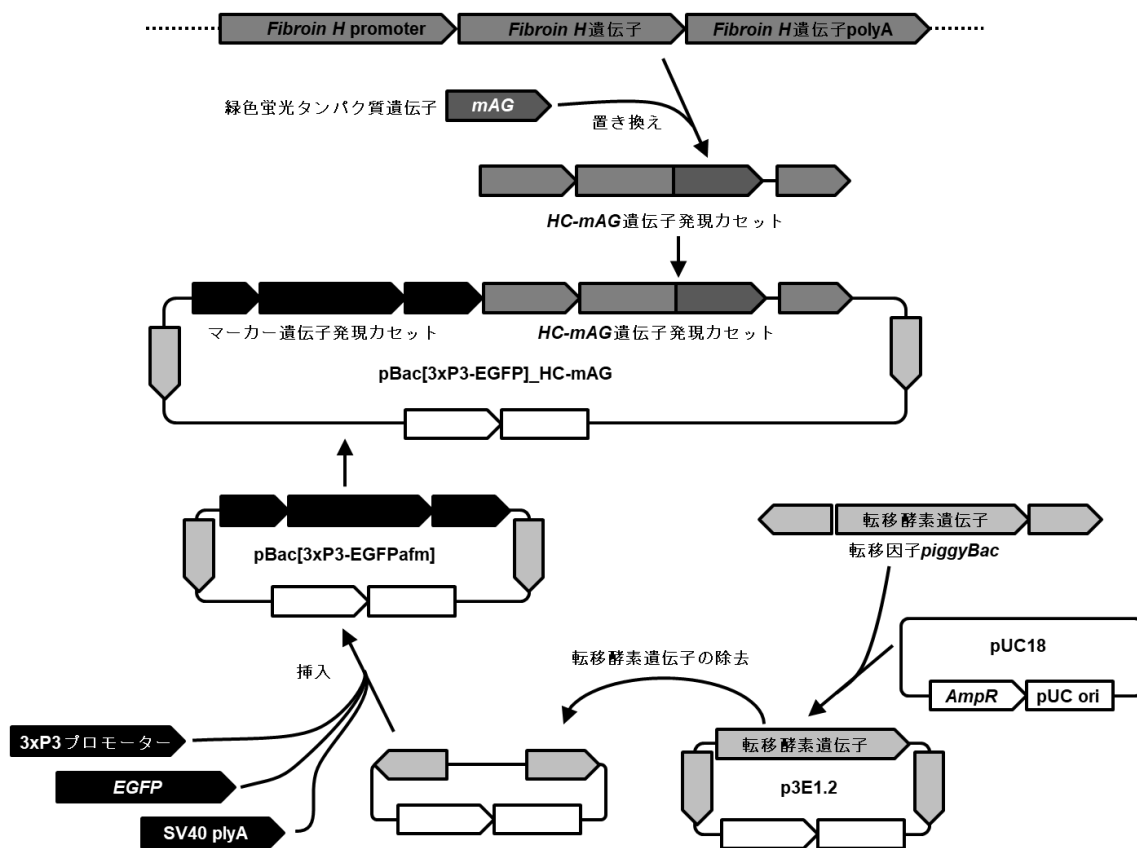 Fibroin H promoter
Fibroin H遺伝子
Fibroin H遺伝子polyA
緑色蛍光タンパク質遺伝子
mAG
置き換え
HC-mAG遺伝子発現カセット
マーカー遺伝子発現カセット
HC-mAG遺伝子発現カセット
pBac[3xP3-EGFP]_HC-mAG
pBac[3xP3-EGFPafm]
転移酵素遺伝子
転移因子piggyBac
挿入
転移酵素遺伝子の除去
pUC18
AmpR
pUC ori
3xP3プロモーター
EGFP
SV40 plyA
転移酵素遺伝子
p3E1.2